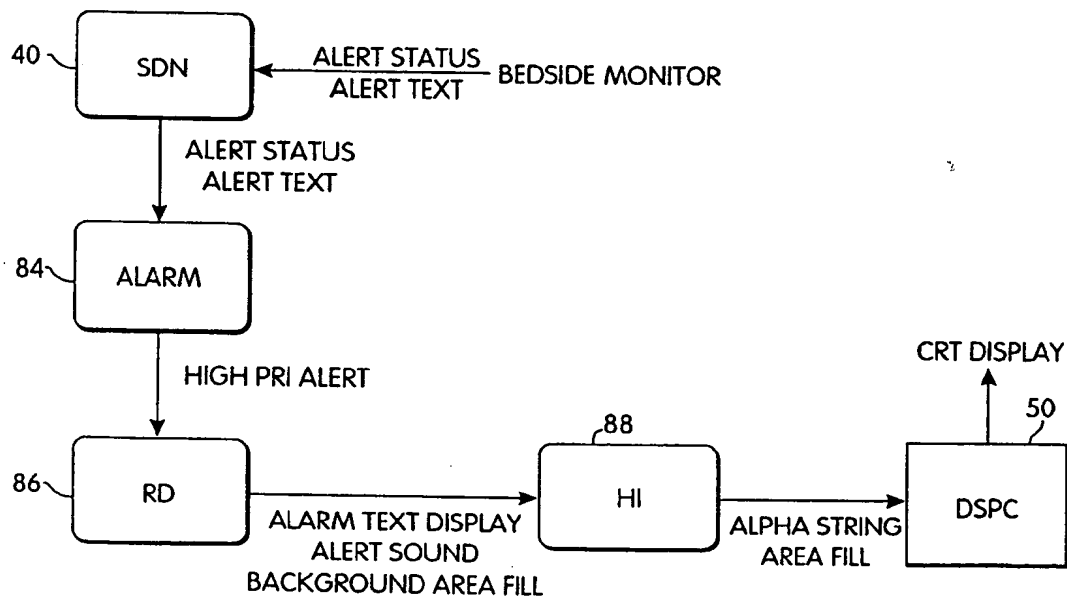 40
SDN
ALERT STATUS
ALERT TEXT
BEDSIDE MONITOR
ALERT STATUS
ALERT TEXT
84
ALARM
HIGH PRI ALERT
CRT DISPLAY
86
RD
ALARM TEXT DISPLAY
ALERT SOUND
BACKGROUND AREA FILL
88
HI
ALPHA STRING
AREA FILL
50
DSPC